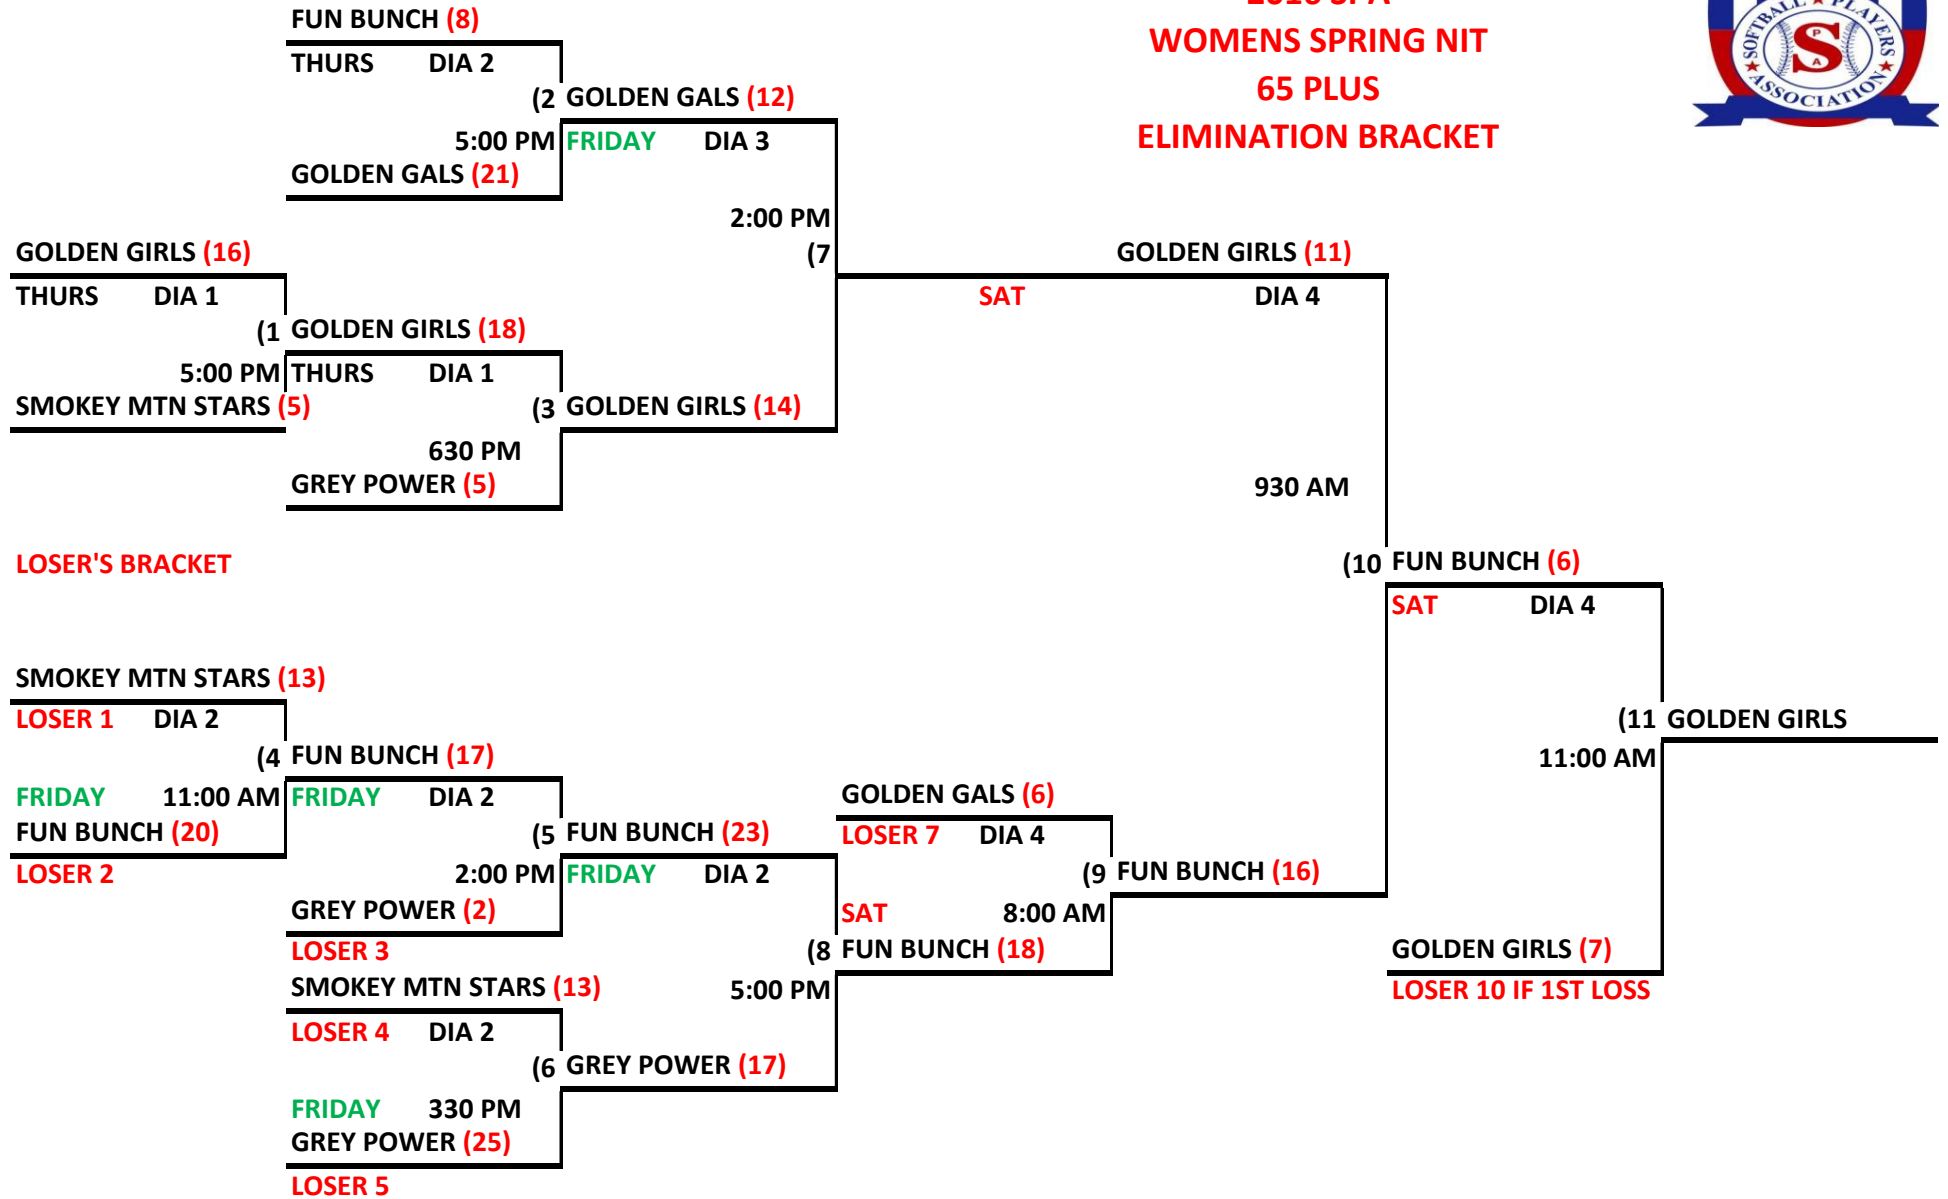 WOMENS SPRING NIT
65 PLUS
ELIMINATION BRACKET
SOFTBALL ★ PLAYERS
P
S
A
★ ASSOCIATION ★
FUN BUNCH (8)
THURS DIA 2
(2 GOLDEN GALS (12)
5:00 PM FRIDAY DIA 3
GOLDEN GALS (21)
2:00 PM
GOLDEN GIRLS (16) (7 GOLDEN GIRLS (11)
THURS DIA 1 SAT DIA 4
(1 GOLDEN GIRLS (18)
5:00 PM THURS DIA 1
SMOKEY MTN STARS (5) (3 GOLDEN GIRLS (14)
630 PM
GREY POWER (5) 930 AM
LOSER'S BRACKET (10 FUN BUNCH (6)
SAT DIA 4
SMOKEY MTN STARS (13)
LOSER 1 DIA 2 (11 GOLDEN GIRLS
(4 FUN BUNCH (17) 11:00 AM
FRIDAY 11:00 AM FRIDAY DIA 2 GOLDEN GALS (6)
FUN BUNCH (20) (5 FUN BUNCH (23) LOSER 7 DIA 4
LOSER 2 2:00 PM FRIDAY DIA 2 (9 FUN BUNCH (16)
GREY POWER (2) SAT 8:00 AM
LOSER 3 (8 FUN BUNCH (18) GOLDEN GIRLS (7)
SMOKEY MTN STARS (13) 5:00 PM LOSER 10 IF 1ST LOSS
LOSER 4 DIA 2
(6 GREY POWER (17)
FRIDAY 330 PM
GREY POWER (25)
LOSER 5